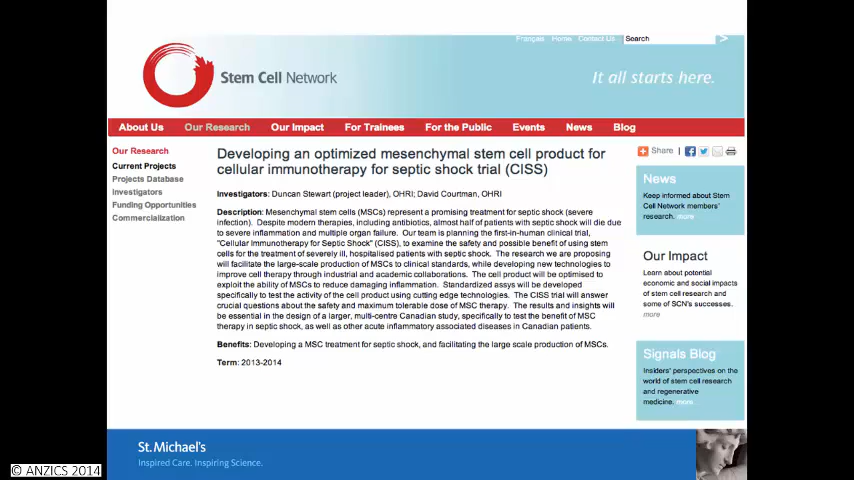 Français Home Contact Us Search
Stem Cell Network
It all starts here.
About Us Our Research Our Impact For Trainees For the Public Events News Blog
Our Research
Current Projects
Projects Database
Investigators
Funding Opportunities
Commercialization
Developing an optimized mesenchymal stem cell product for
cellular immunotherapy for septic shock trial (CISS)
Investigators: Duncan Stewart (project leader), OHRI; David Courtman, OHRI
Description: Mesenchymal stem cells (MSCs) represent a promising treatment for septic shock (severe
infection). Despite modern therapies, including antibiotics, almost half of patients with septic shock will die due
to severe inflammation and multiple organ failure. Our team is planning the first-in-human clinical trial,
"Cellular Immunotherapy for Septic Shock" (CISS), to examine the safety and possible benefit of using stem
cells for the treatment of severely ill, hospitalised patients with septic shock. The research we are proposing
will facilitate the large-scale production of MSCs to clinical standards, while developing new technologies to
improve cell therapy through industrial and academic collaborations. The cell product will be optimised to
exploit the ability of MSCs to reduce damaging inflammation. Standardized assys will be developed
specifically to test the activity of the cell product using cutting edge technologies. The CISS trial will answer
crucial questions about the safety and maximum tolerable dose of MSC therapy. The results and insights will
be essential in the design of a larger, multi-centre Canadian study, specifically to test the benefit of MSC
therapy in septic shock, as well as other acute inflammatory associated diseases in Canadian patients.
Benefits: Developing a MSC treatment for septic shock, and facilitating the large scale production of MSCs.
Term: 2013-2014
Share
News
Keep informed about Stem
Cell Network members'
research. more
Our Impact
Learn about potential
economic and social impacts
of stem cell research and
some of SCN's successes.
more
Signals Blog
Insiders' perspectives on the
world of stem cell research
and regenerative
medicine. more
St. Michael's
Inspired Care. Inspiring Science.
© ANZICS 2014